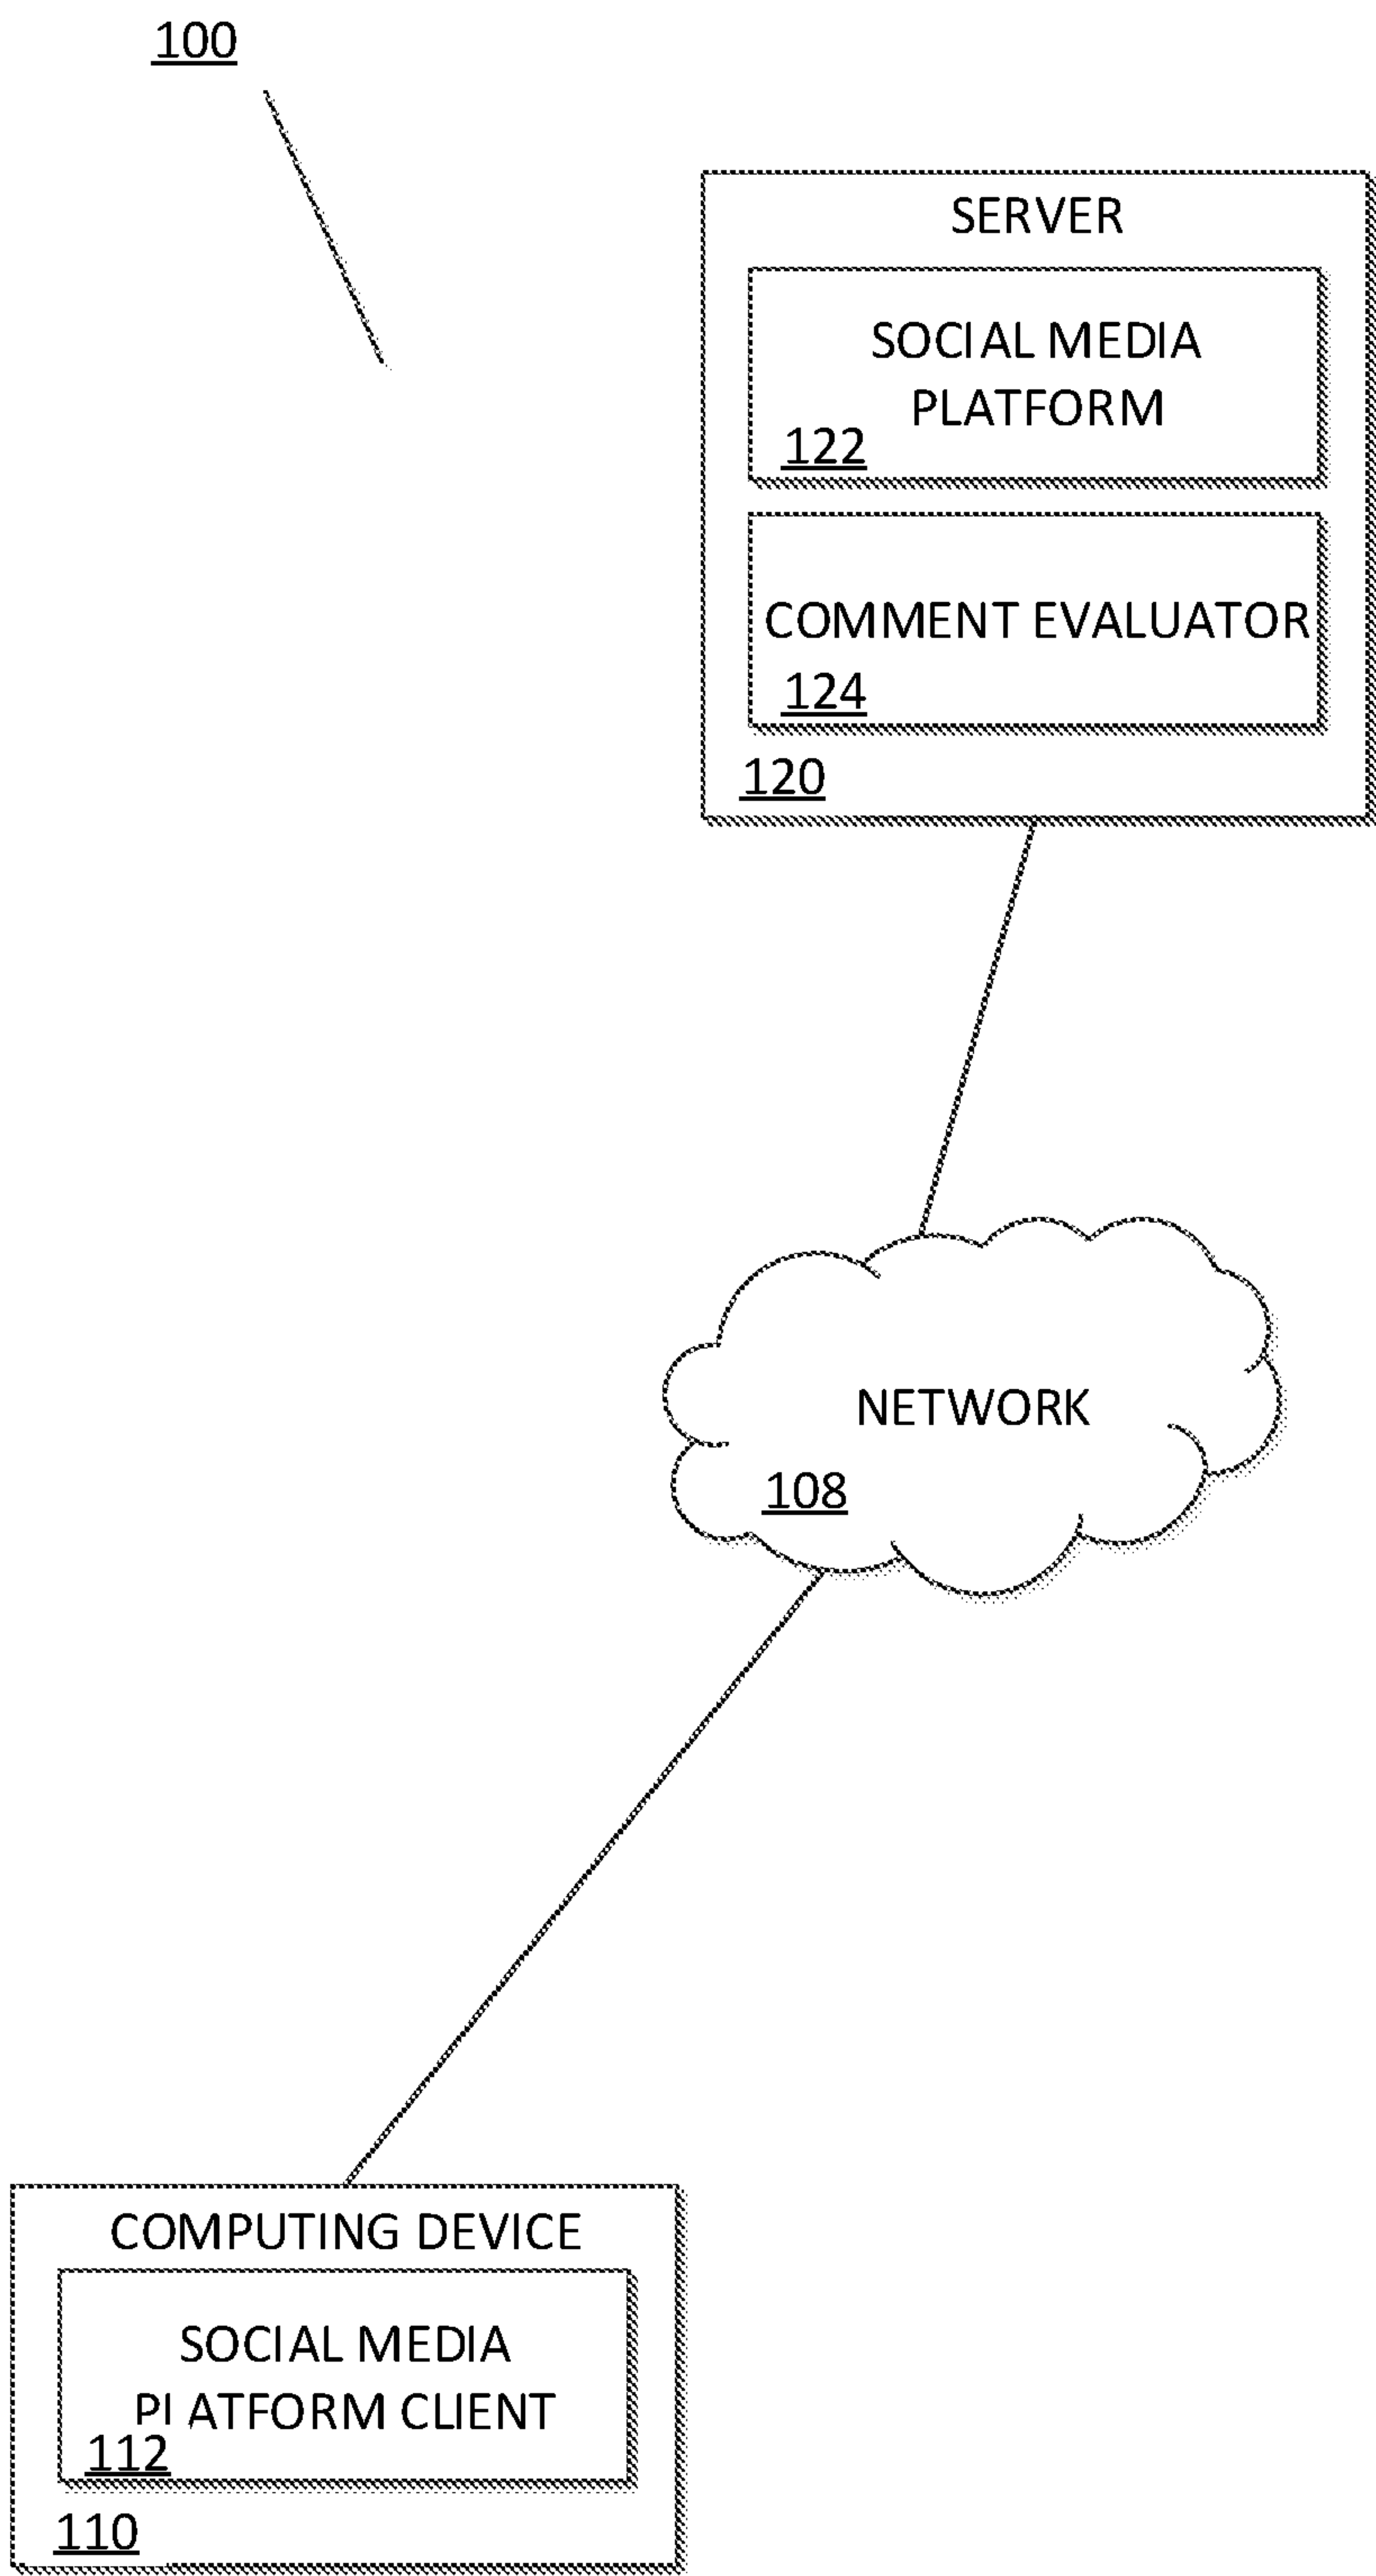 100
SERVER
SOCIAL MEDIA
PLATFORM
122
COMMENT EVALUATOR
124
120
NETWORK
108
COMPUTING DEVICE
SOCIAL MEDIA
PLATFORM CLIENT
112
110